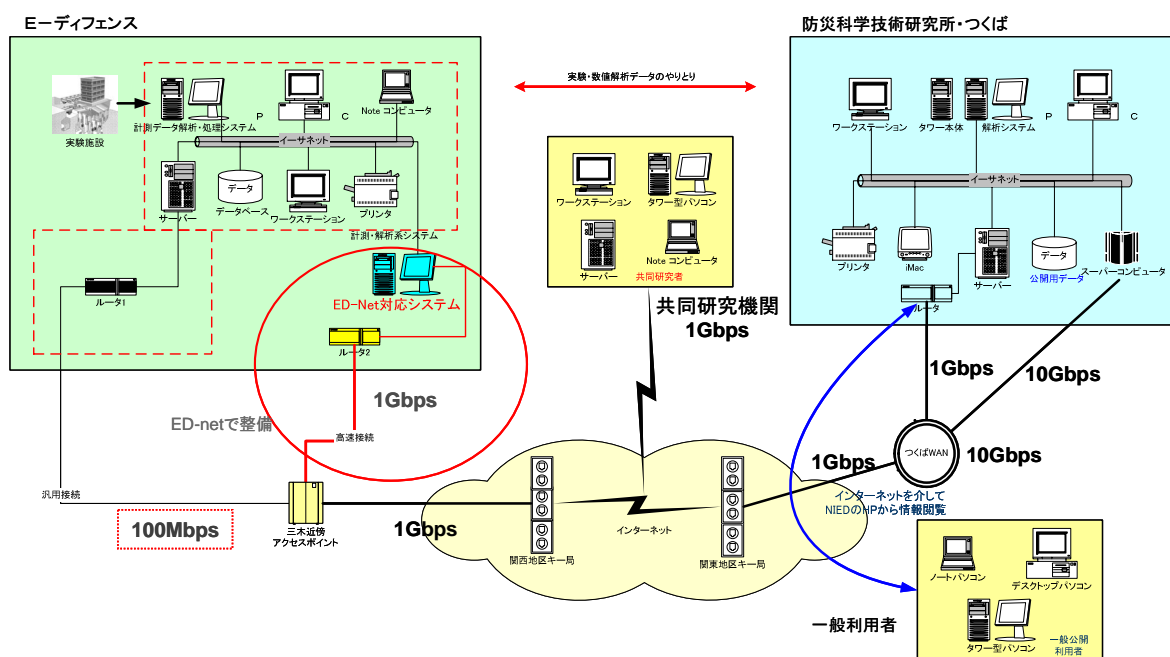 Eーディフェンス
防災科学技術研究所・つくば
実験・数値解析データのやりとり
実験施設
計測データ解析・処理システム
P
C
Note コンピュータ
イーサネット
サーバー
データ
データベース
ワークステーション
プリンタ
計測・解析系システム
ルータ1
ED-Net対応システム
ルータ2
1Gbps
ED-netで整備
高速接続
汎用接続
100Mbps
三木近傍
アクセスポイント
1Gbps
関西地区キー局
インターネット
関東地区キー局
ワークステーション
タワー型パソコン
サーバー
Note コンピュータ
共同研究者
共同研究機関
1Gbps
ワークステーション
タワー本体
解析システム
P
C
イーサネット
プリンタ
iMac
サーバー
データ
公開用データ
スーパーコンピュータ
ルータ
1Gbps
10Gbps
1Gbps
つくばWAN
10Gbps
インターネットを介して
NIEDのHPから情報閲覧
ノートパソコン
デスクトップパソコン
タワー型パソコン
一般公開
利用者
一般利用者